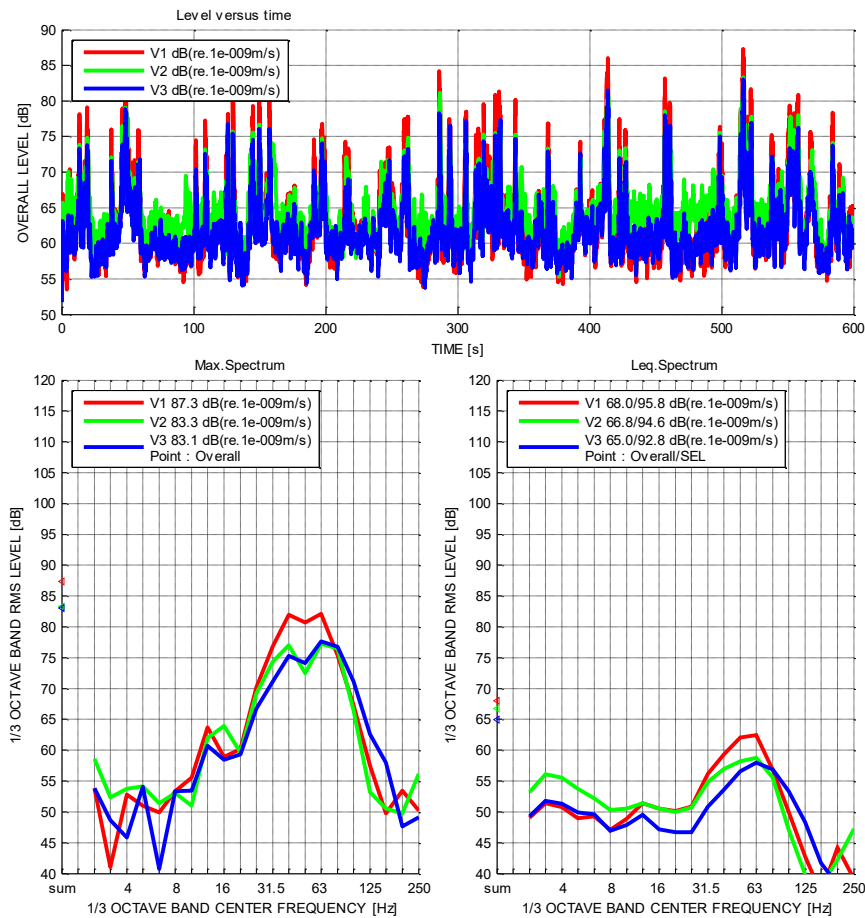 Level versus time
90
85
80
75
70
65
60
55
50
OVERALL LEVEL [dB]
V1 dB(re.1e-009m/s)
V2 dB(re.1e-009m/s)
V3 dB(re.1e-009m/s)
0 100 200 300 400 500 600
TIME [s]
Max.Spectrum
120
115
110
105
100
95
90
85
80
75
70
65
60
55
50
45
40
1/3 OCTAVE BAND RMS LEVEL [dB]
V1 87.3 dB(re.1e-009m/s)
V2 83.3 dB(re.1e-009m/s)
V3 83.1 dB(re.1e-009m/s)
Point : Overall
sum 4 8 16 31.5 63 125 250
1/3 OCTAVE BAND CENTER FREQUENCY [Hz]
Leq.Spectrum
120
115
110
105
100
95
90
85
80
75
70
65
60
55
50
45
40
1/3 OCTAVE BAND RMS LEVEL [dB]
V1 68.0/95.8 dB(re.1e-009m/s)
V2 66.8/94.6 dB(re.1e-009m/s)
V3 65.0/92.8 dB(re.1e-009m/s)
Point : Overall/SEL
sum 4 8 16 31.5 63 125 250
1/3 OCTAVE BAND CENTER FREQUENCY [Hz]